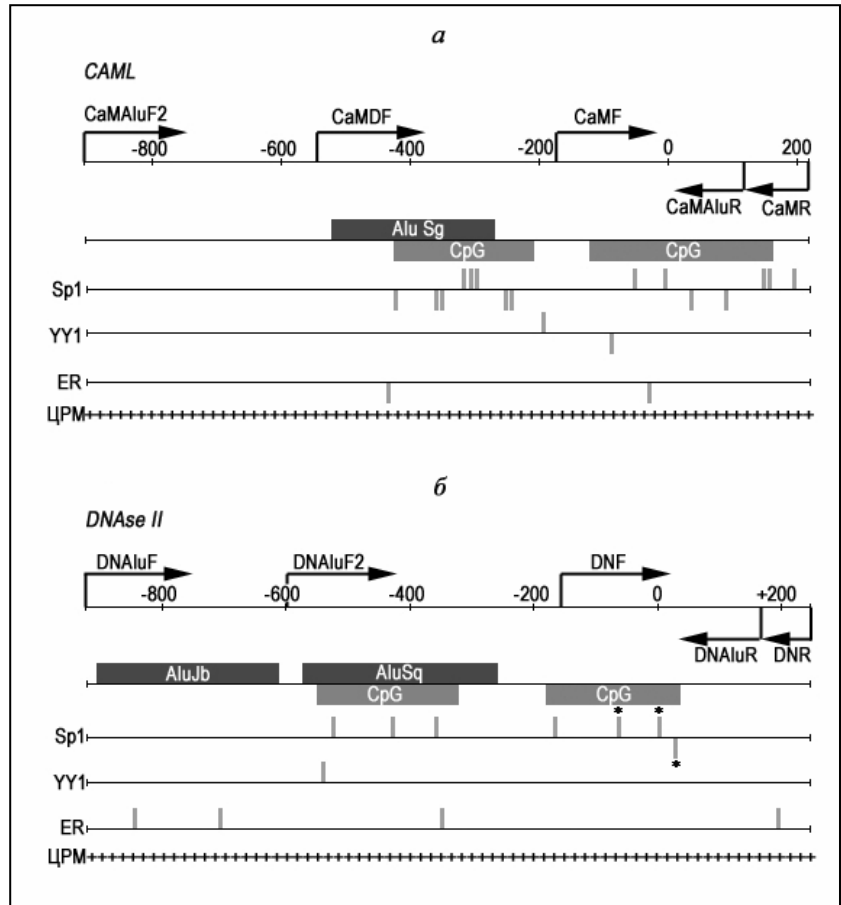 а
CAML
CaMAluF2 CaMDF CaMF
-800 -600 -400 -200 0 200
CaMAluR CaMR
Alu Sg
CpG CpG
Sp1
YY1
ER
ЦРМ
б
DNAse II
DNAluF DNAluF2 DNF
-800 -600 -400 -200 0 +200
DNAluR DNR
AluJb AluSq
CpG CpG
* *
Sp1
*
YY1
ER
ЦРМ